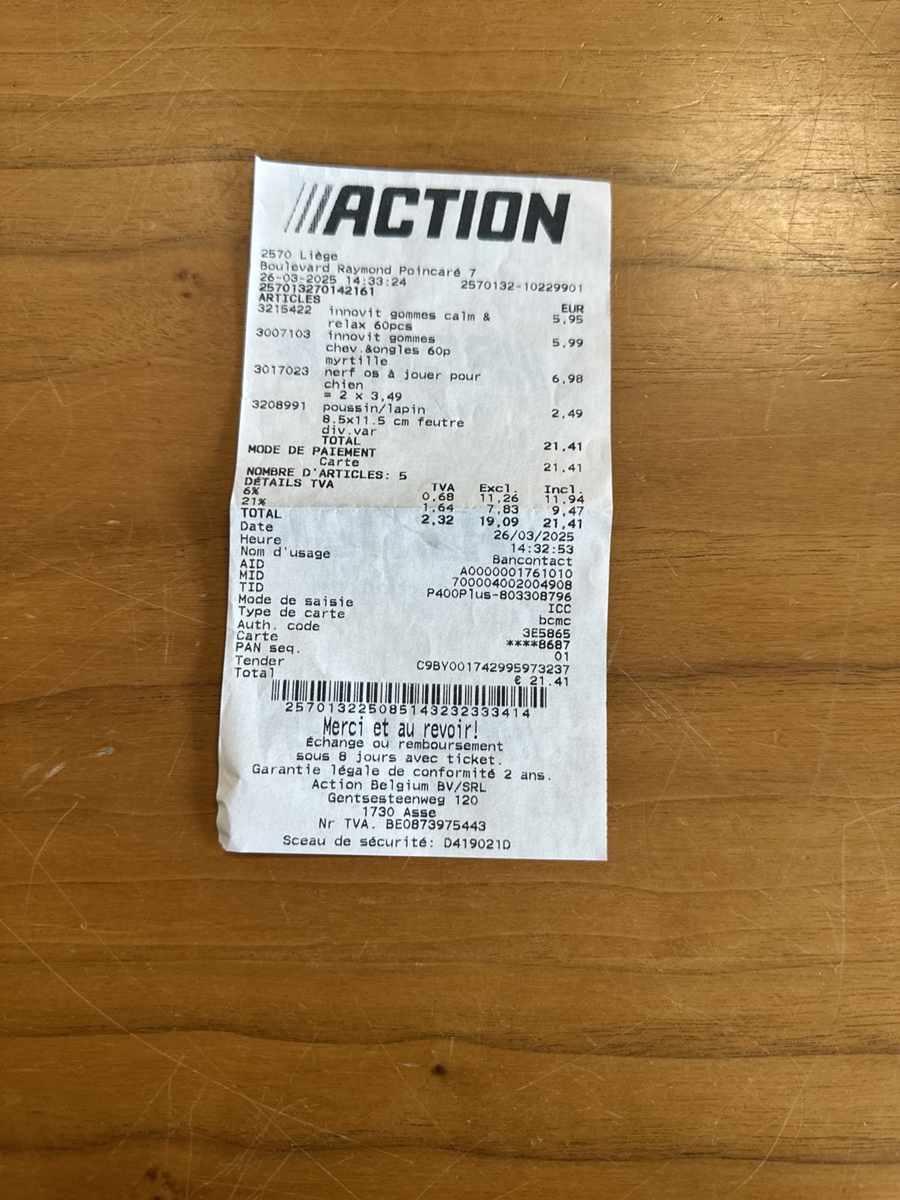 ///ACTION
2570 Liège
Boulevard Raymond Poincaré 7
26-03-2025 14:33:24 2570132-10229901
257013270142161
ARTICLES EUR
3215422 innovit gommes calm & 5,95
relax 60pcs
3007103 innovit gommes 5,99
chev.&ongles 60p
myrtille
3017023 nerf os à jouer pour 6,98
chien
= 2 x 3,49
3208991 poussin/lapin 2,49
8.5x11.5 cm feutre
div.var
TOTAL 21,41
MODE DE PAIEMENT
Carte 21,41
NOMBRE D'ARTICLES: 5
DÉTAILS TVA TVA Excl. Incl.
6% 0,68 11,26 11,94
21% 1,64 7,83 9,47
TOTAL 2,32 19,09 21,41
Date 26/03/2025
Heure 14:32:53
Nom d'usage Bancontact
AID A0000001761010
MID 700004002004908
TID P400Plus-803308796
Mode de saisie ICC
Type de carte bcmc
Auth. code 3E5865
Carte ****8687
PAN seq. 01
Tender C9BY001742995973237
Total € 21.41
257013225085143232333414
Merci et au revoir!
Échange ou remboursement
sous 8 jours avec ticket.
Garantie légale de conformité 2 ans.
Action Belgium BV/SRL
Gentsesteenweg 120
1730 Asse
Nr TVA. BE0873975443
Sceau de sécurité: D419021D